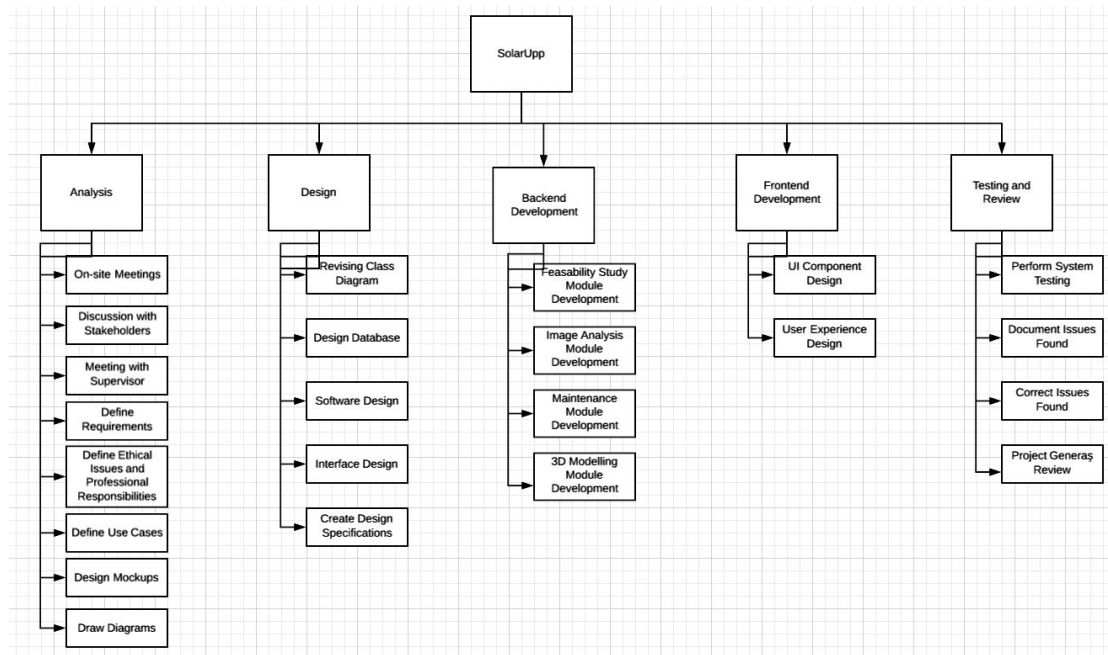 SolarUpp
Analysis
Design
Backend
Development
Frontend
Development
Testing and
Review
On-site Meetings
Discussion with
Stakeholders
Meeting with
Supervisor
Define
Requirements
Define Ethical
Issues and
Professional
Responsibilities
Define Use Cases
Design Mockups
Draw Diagrams
Revising Class
Diagram
Design Database
Software Design
Interface Design
Create Design
Specifications
Feasability Study
Module
Development
Image Analysis
Module
Development
Maintenance
Module
Development
3D Modelling
Module
Development
UI Component
Design
User Experience
Design
Perform System
Testing
Document Issues
Found
Correct Issues
Found
Project Generaş
Review